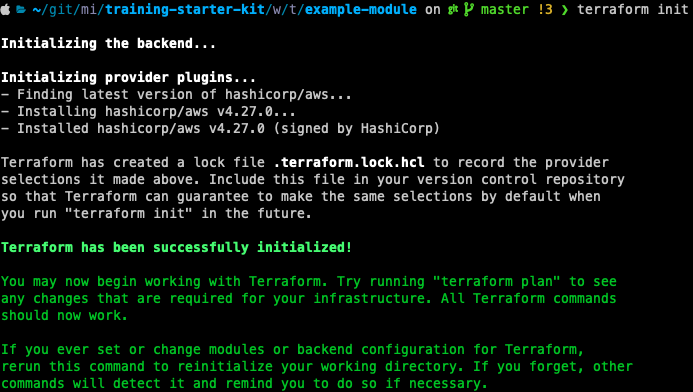 ~/git/mi/training-starter-kit/w/t/example-module on git master !3 ❯ terraform init
Initializing the backend...
Initializing provider plugins...
- Finding latest version of hashicorp/aws...
- Installing hashicorp/aws v4.27.0...
- Installed hashicorp/aws v4.27.0 (signed by HashiCorp)
Terraform has created a lock file .terraform.lock.hcl to record the provider
selections it made above. Include this file in your version control repository
so that Terraform can guarantee to make the same selections by default when
you run "terraform init" in the future.
Terraform has been successfully initialized!
You may now begin working with Terraform. Try running "terraform plan" to see
any changes that are required for your infrastructure. All Terraform commands
should now work.
If you ever set or change modules or backend configuration for Terraform,
rerun this command to reinitialize your working directory. If you forget, other
commands will detect it and remind you to do so if necessary.